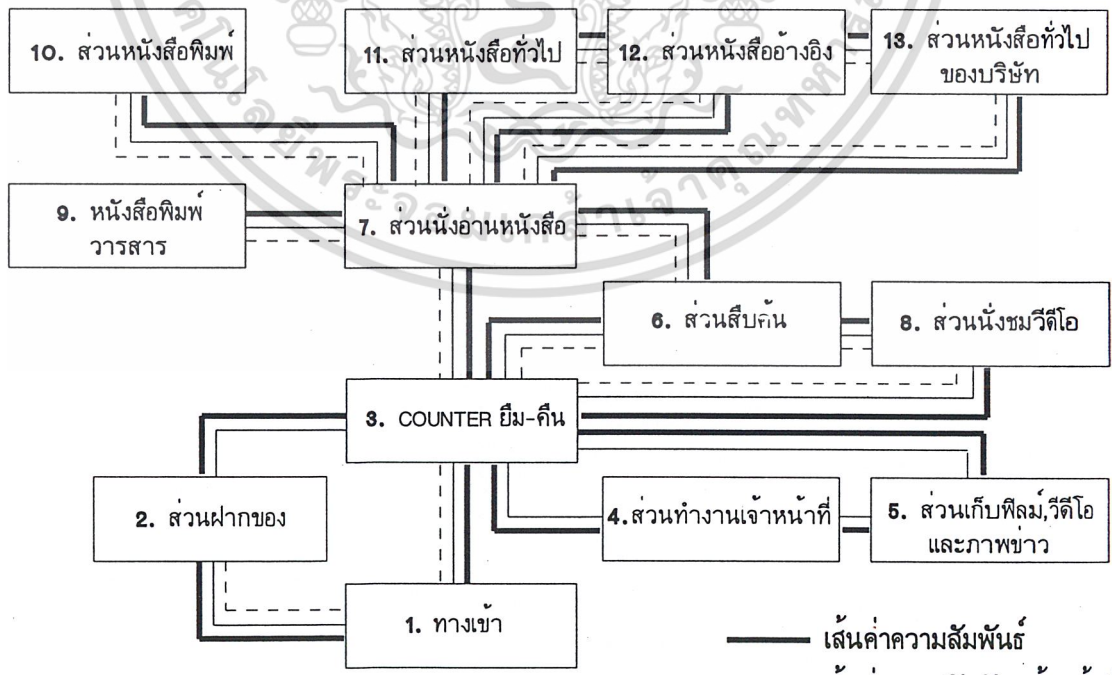 10. ส่วนหนังสือพิมพ์
11. ส่วนหนังสือทั่วไป
12. ส่วนหนังสืออ้างอิง
13. ส่วนหนังสือทั่วไป
ของบริษัท
9. หนังสือพิมพ์
วารสาร
7. ส่วนนั่งอ่านหนังสือ
6. ส่วนสืบค้น
8. ส่วนนั่งชมวีดีโอ
3. COUNTER ยืม-คืน
2. ส่วนฝากของ
4. ส่วนทำงานเจ้าหน้าที่
5. ส่วนเก็บฟิลม์,วีดีโอ
และภาพข่าว
1. ทางเข้า
เส้นค่าความสัมพันธ์